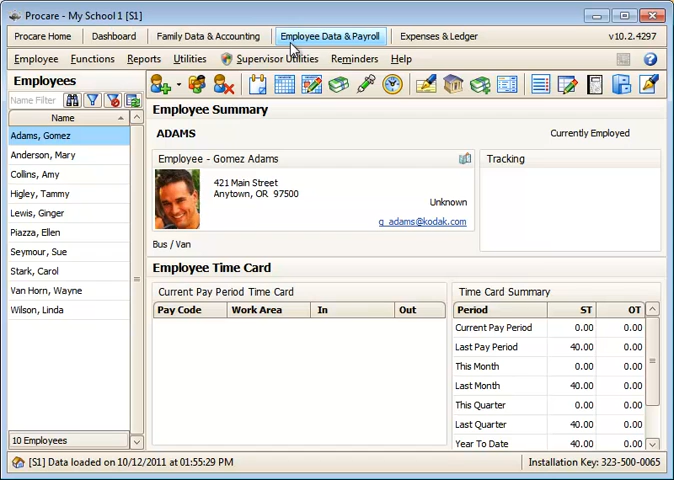 Procare - My School 1 [S1]
Procare Home Dashboard Family Data & Accounting Employee Data & Payroll Expenses & Ledger v10.2.4297
Employee Functions Reports Utilities Supervisor Utilities Reminders Help
Employees
Name Filter
Name
Adams, Gomez
Anderson, Mary
Collins, Amy
Higley, Tammy
Lewis, Ginger
Piazza, Ellen
Seymour, Sue
Stark, Carol
Van Horn, Wayne
Wilson, Linda
10 Employees
Employee Summary
ADAMS Currently Employed
Employee - Gomez Adams
421 Main Street
Anytown, OR 97500
Unknown
g_adams@kodak.com
Bus / Van
Tracking
Employee Time Card
Current Pay Period Time Card
Pay Code Work Area In Out
Time Card Summary
Period ST OT
Current Pay Period 0.00 0.00
Last Pay Period 40.00 0.00
This Month 0.00 0.00
Last Month 40.00 0.00
This Quarter 0.00 0.00
Last Quarter 40.00 0.00
Year To Date 40.00 0.00
[S1] Data loaded on 10/12/2011 at 01:55:29 PM Installation Key: 323-500-0065